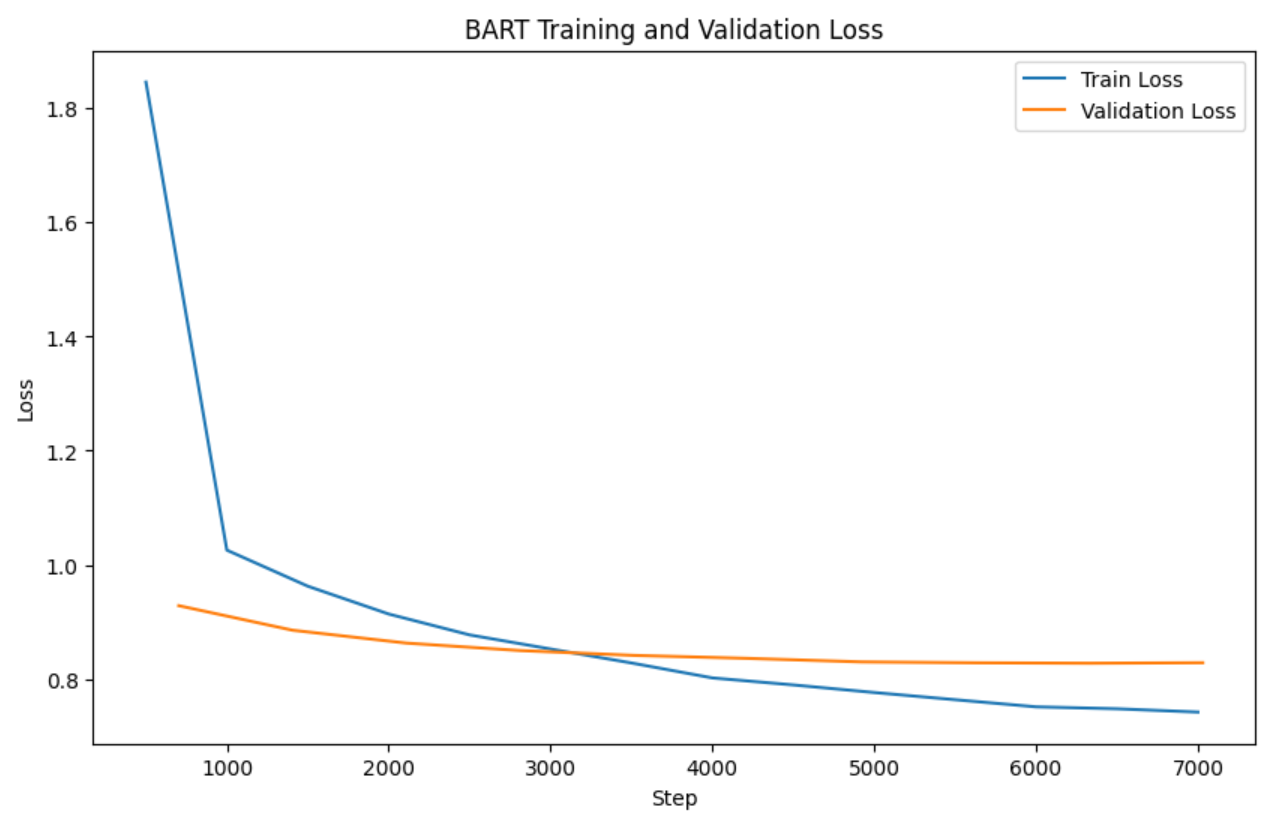 BART Training and Validation Loss
Train Loss
Validation Loss
1.8
1.6
1.4
1.2
1.0
0.8
Loss
1000 2000 3000 4000 5000 6000 7000
Step